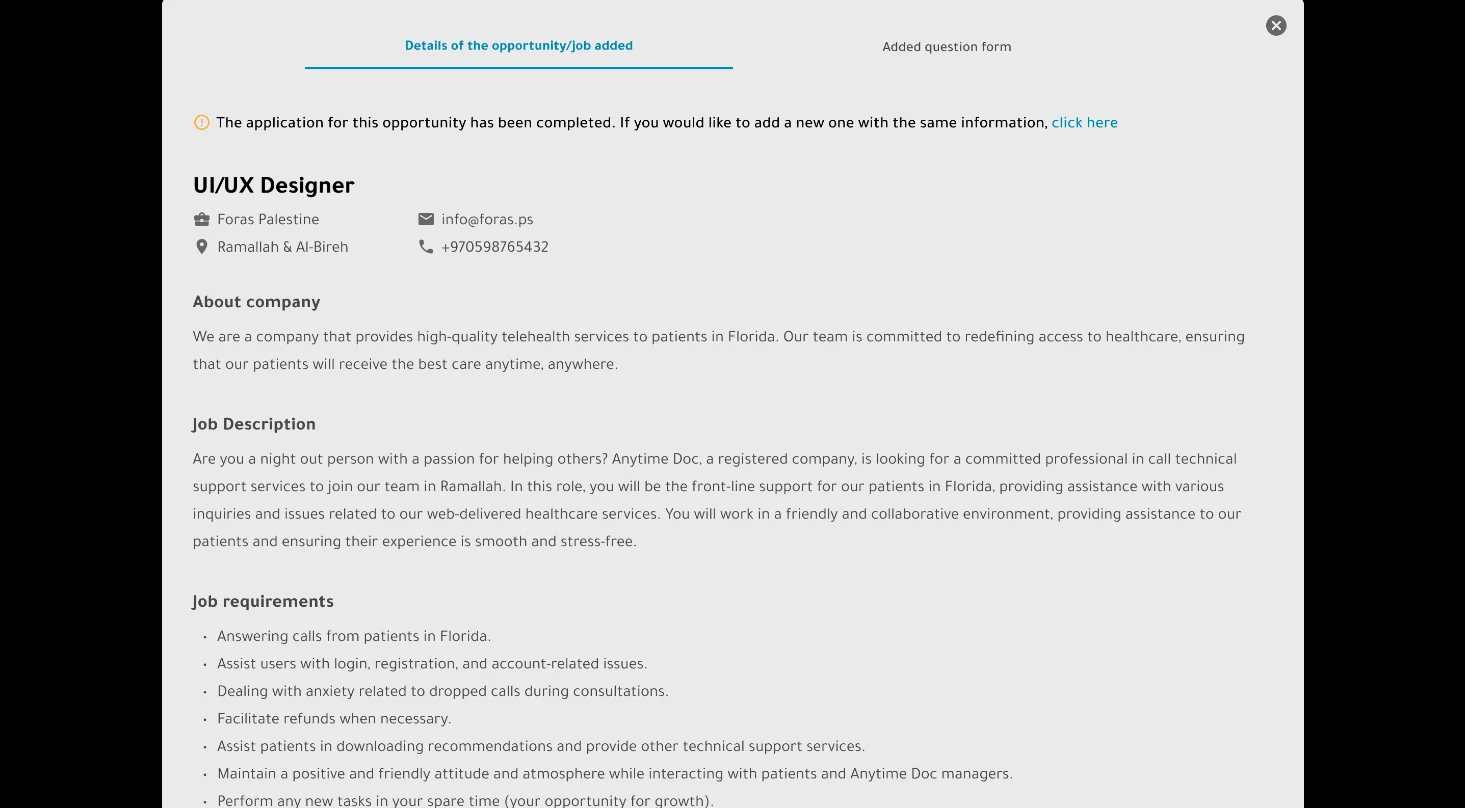 Details of the opportunity/job added
Added question form
The application for this opportunity has been completed. If you would like to add a new one with the same information, click here
UI/UX Designer
Foras Palestine
info@foras.ps
Ramallah & Al-Bireh
+970598765432
About company
We are a company that provides high-quality telehealth services to patients in Florida. Our team is committed to redefining access to healthcare, ensuring
that our patients will receive the best care anytime, anywhere.
Job Description
Are you a night out person with a passion for helping others? Anytime Doc, a registered company, is looking for a committed professional in call technical
support services to join our team in Ramallah. In this role, you will be the front-line support for our patients in Florida, providing assistance with various
inquiries and issues related to our web-delivered healthcare services. You will work in a friendly and collaborative environment, providing assistance to our
patients and ensuring their experience is smooth and stress-free.
Job requirements
• Answering calls from patients in Florida.
• Assist users with login, registration, and account-related issues.
• Dealing with anxiety related to dropped calls during consultations.
• Facilitate refunds when necessary.
• Assist patients in downloading recommendations and provide other technical support services.
• Maintain a positive and friendly attitude and atmosphere while interacting with patients and Anytime Doc managers.
• Perform any new tasks in your spare time (your opportunity for growth).